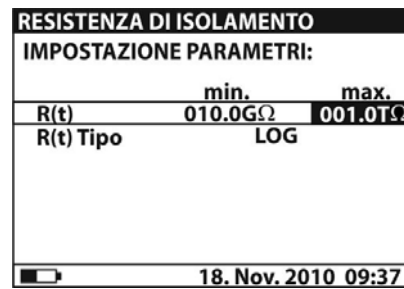 RESISTENZA DI ISOLAMENTO
IMPOSTAZIONE PARAMETRI:
min. max.
R(t) 010.0GΩ 001.0TΩ
R(t) Tipo LOG
18. Nov. 2010 09:37